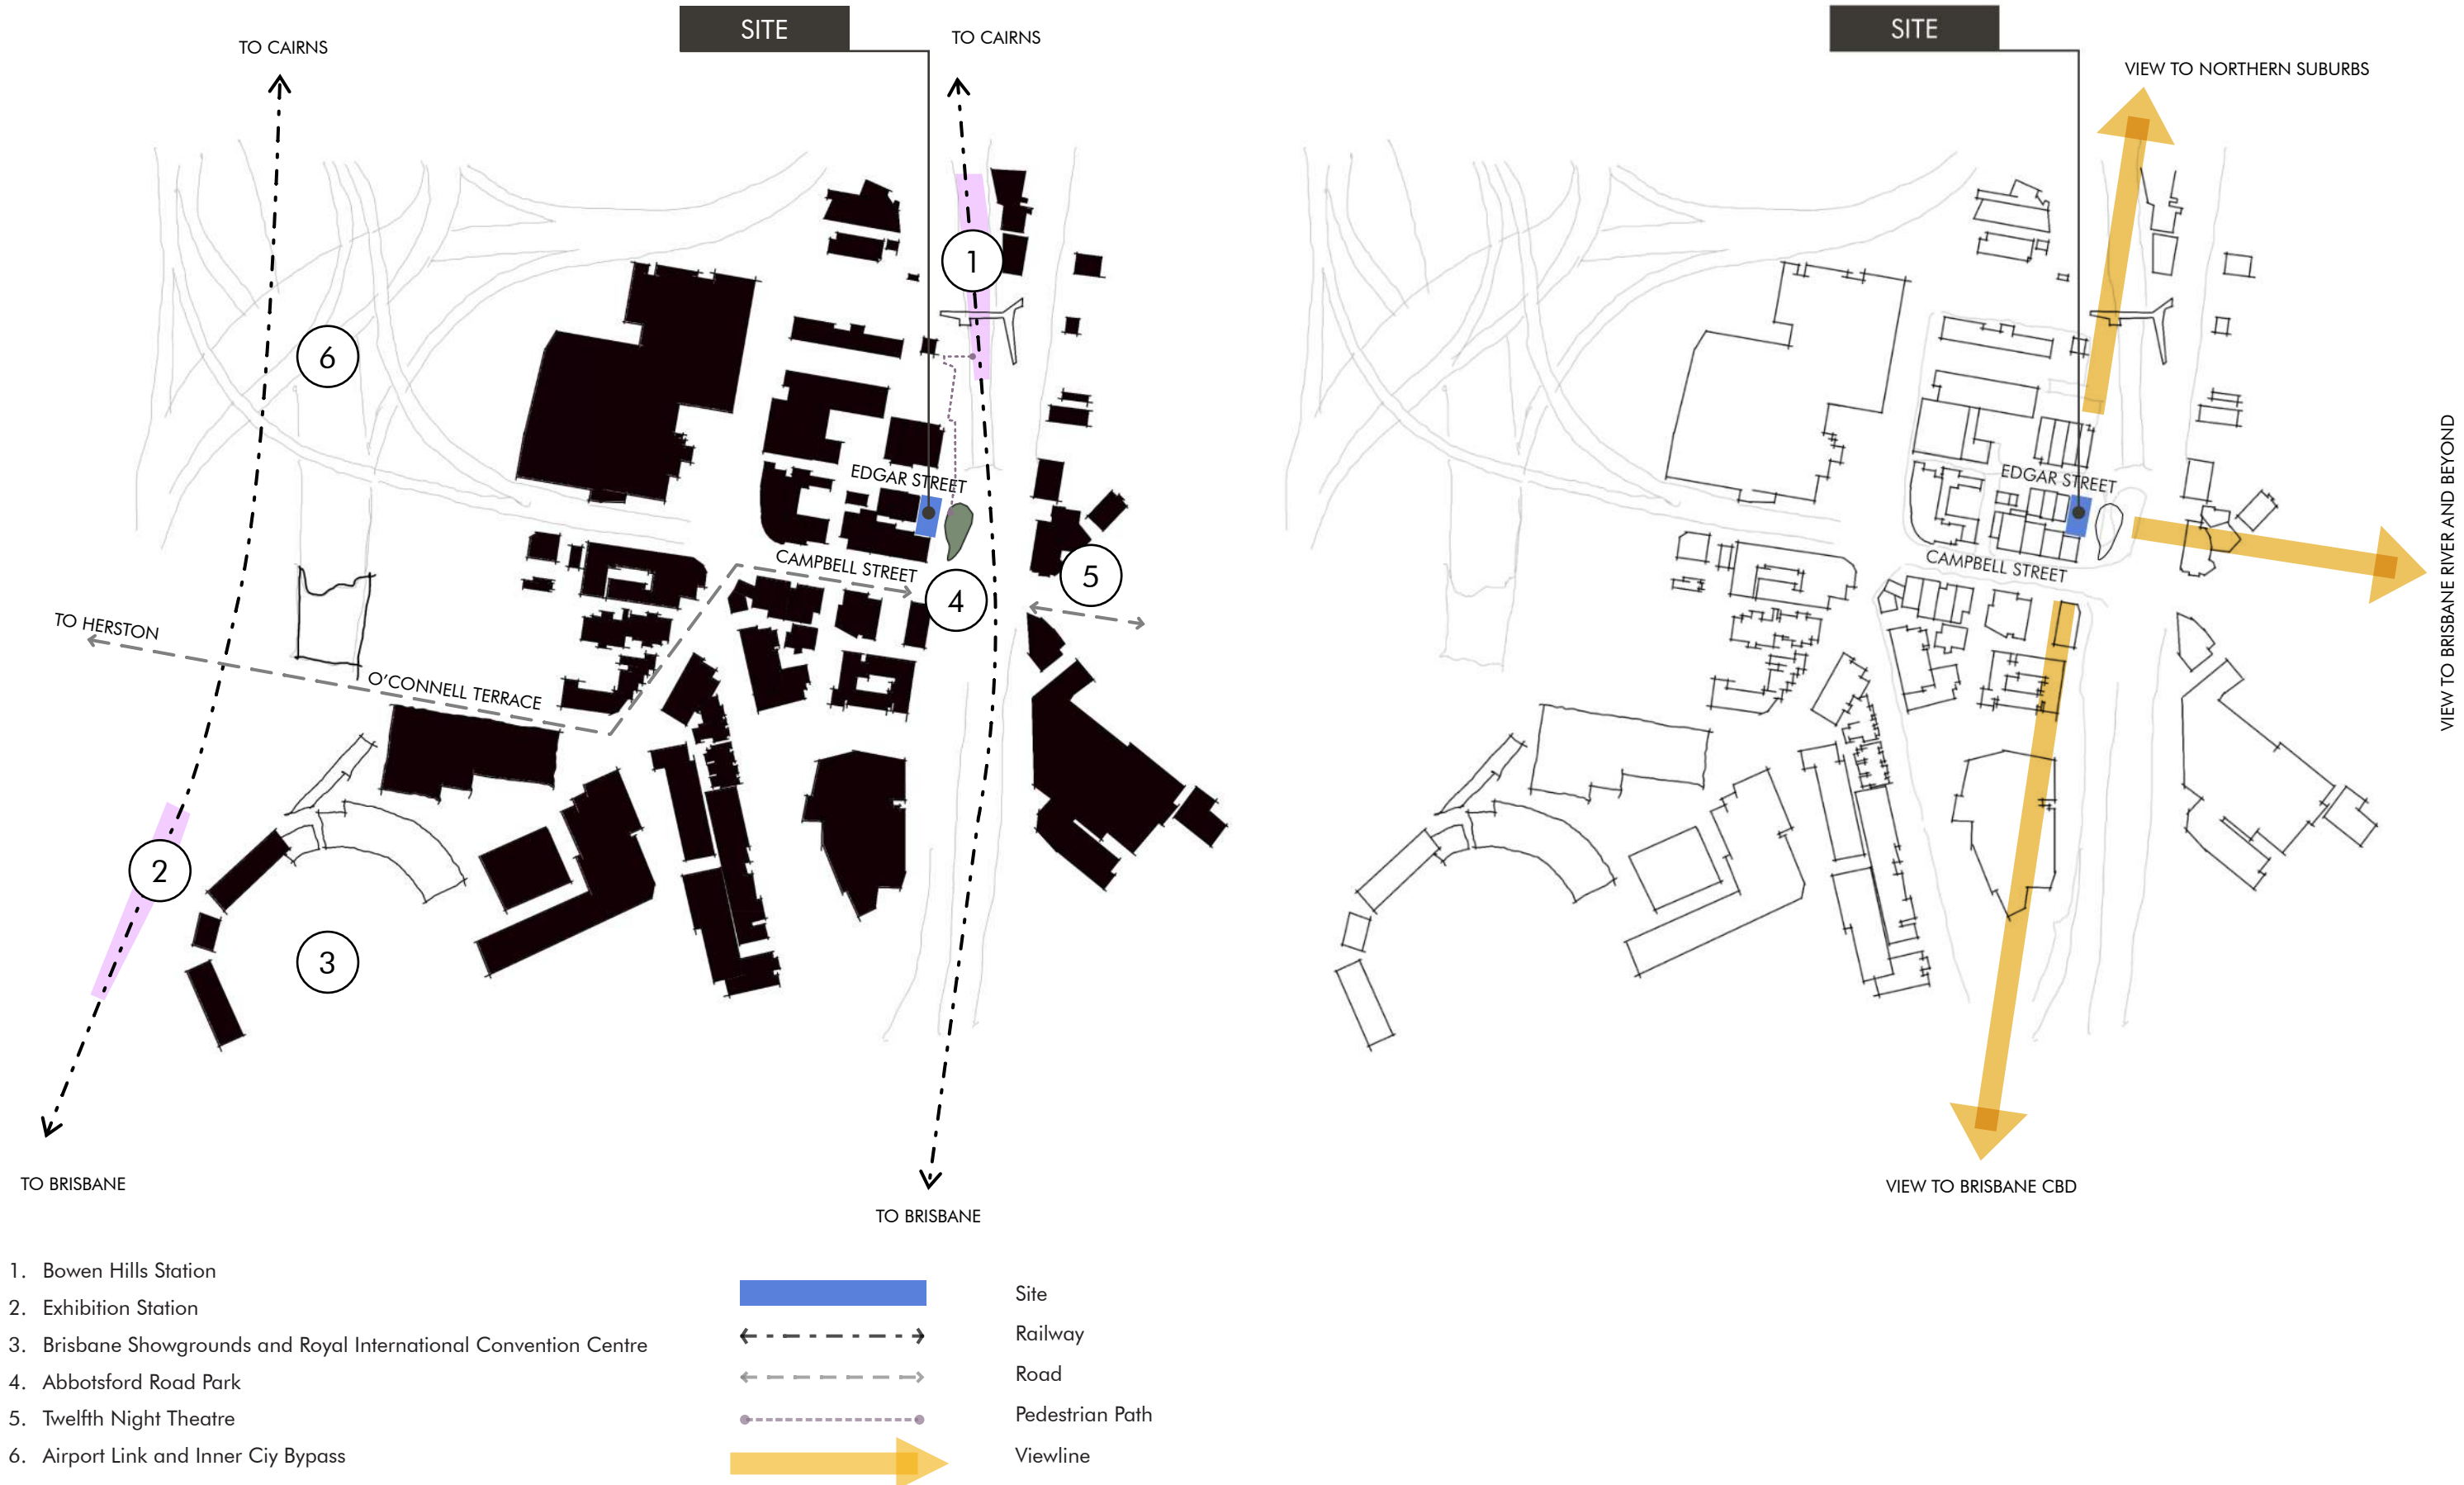 SITE
TO CAIRNS
TO CAIRNS
1
6
EDGAR STREET
CAMPBELL STREET
5
4
TO HERSTON
O'CONNELL TERRACE
2
3
TO BRISBANE
TO BRISBANE
SITE
VIEW TO NORTHERN SUBURBS
EDGAR STREET
CAMPBELL STREET
VIEW TO BRISBANE RIVER AND BEYOND
VIEW TO BRISBANE CBD
1. Bowen Hills Station
2. Exhibition Station
3. Brisbane Showgrounds and Royal International Convention Centre
4. Abbotsford Road Park
5. Twelfth Night Theatre
6. Airport Link and Inner Ciy Bypass
Site
Railway
Road
Pedestrian Path
Viewline